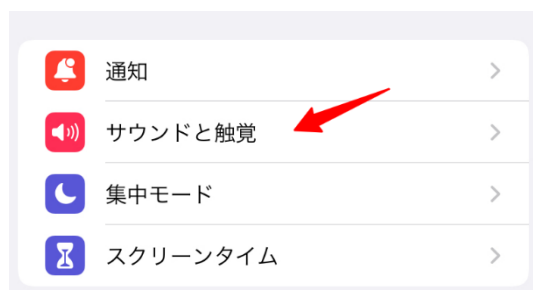 通知
サウンドと触覚
集中モード
スクリーンタイム